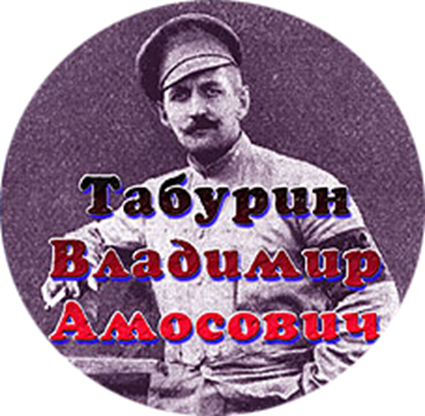 Табурин
Владимир
Амосович